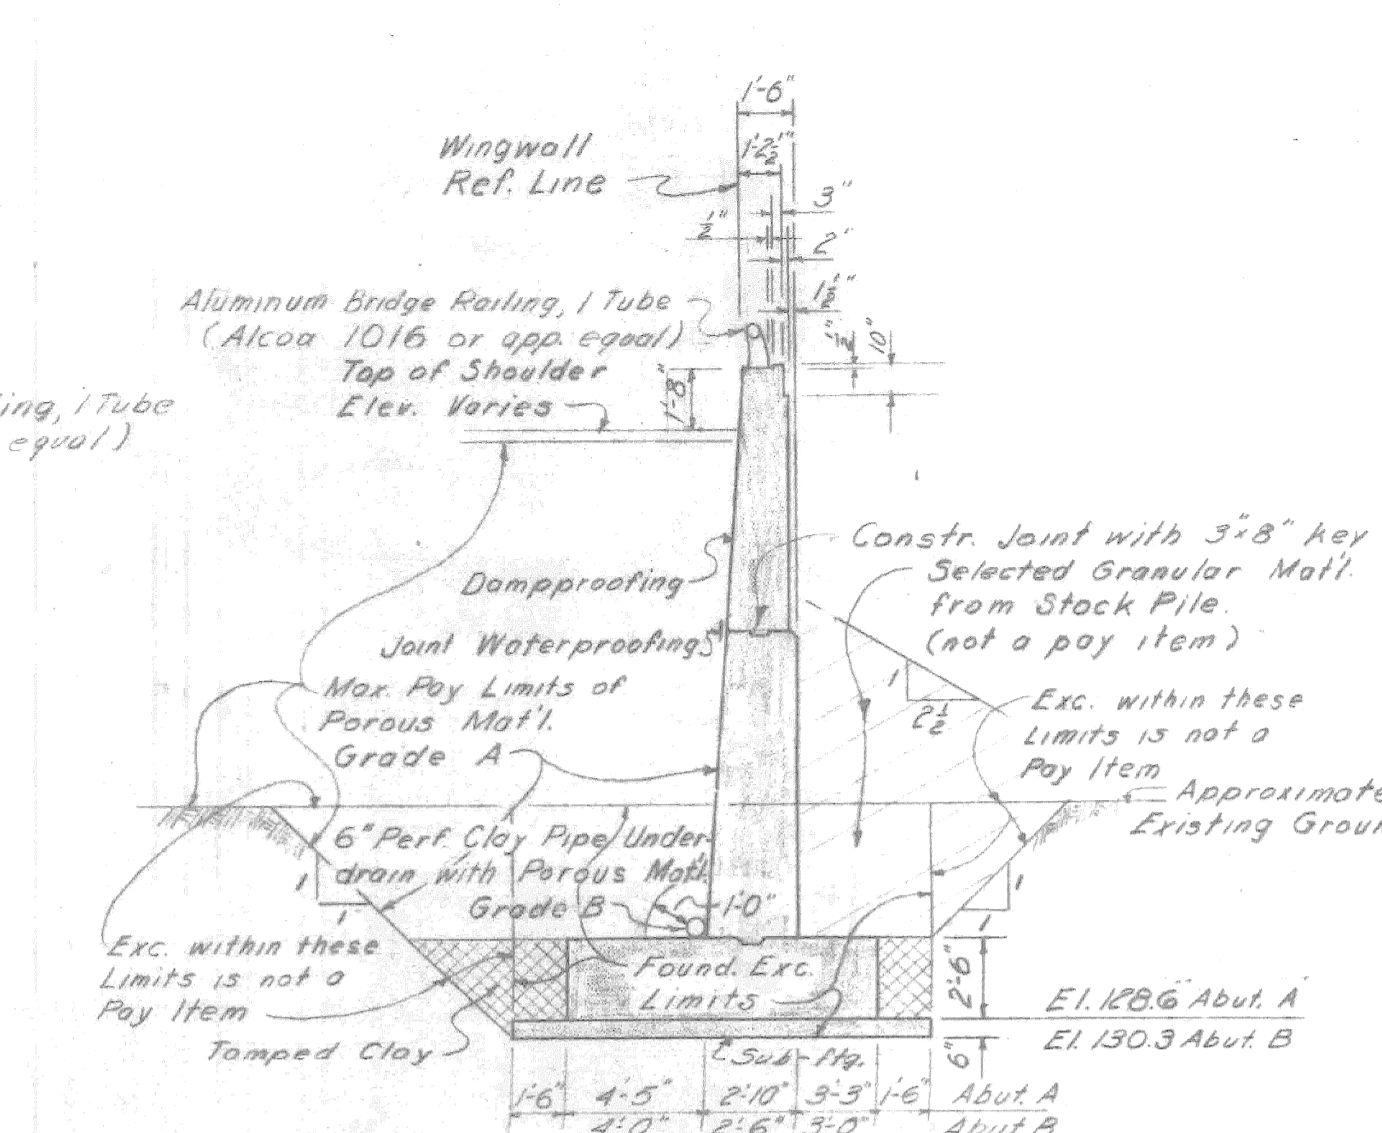 1'-6"
1'-2½"
Wingwall
Ref. Line
3"
½"
2"
1½"
Aluminum Bridge Railing, 1 Tube
(Alcoa 1016 or app. equal)
½"
10"
Top of Shoulder
Elev. Varies
1'-8"
ing, 1 Tube
equal)
Constr. Joint with 3"x8" key
Selected Granular Mat'l.
from Stock Pile.
(not a pay item)
Dampproofing
Joint Waterproofing
1
2½
Max. Pay Limits of
Porous Mat'l.
Grade A
Exc. within these
Limits is not a
Pay Item
Approximate
Existing Groun
6" Perf. Clay Pipe Under-
drain with Porous Mat'l.
Grade B
1'-0"
1
1
1
1
Exc. within these
Limits is not a
Pay Item
Found. Exc.
Limits
2'-6"
El. 128.6 Abut. A
El. 130.3 Abut. B
6"
Tamped Clay
Sub-ftg.
1'-6" 4'-5" 2'-10" 3'-3" 1'-6" Abut. A
4'-0" 2'-6" 3'-0" Abut B